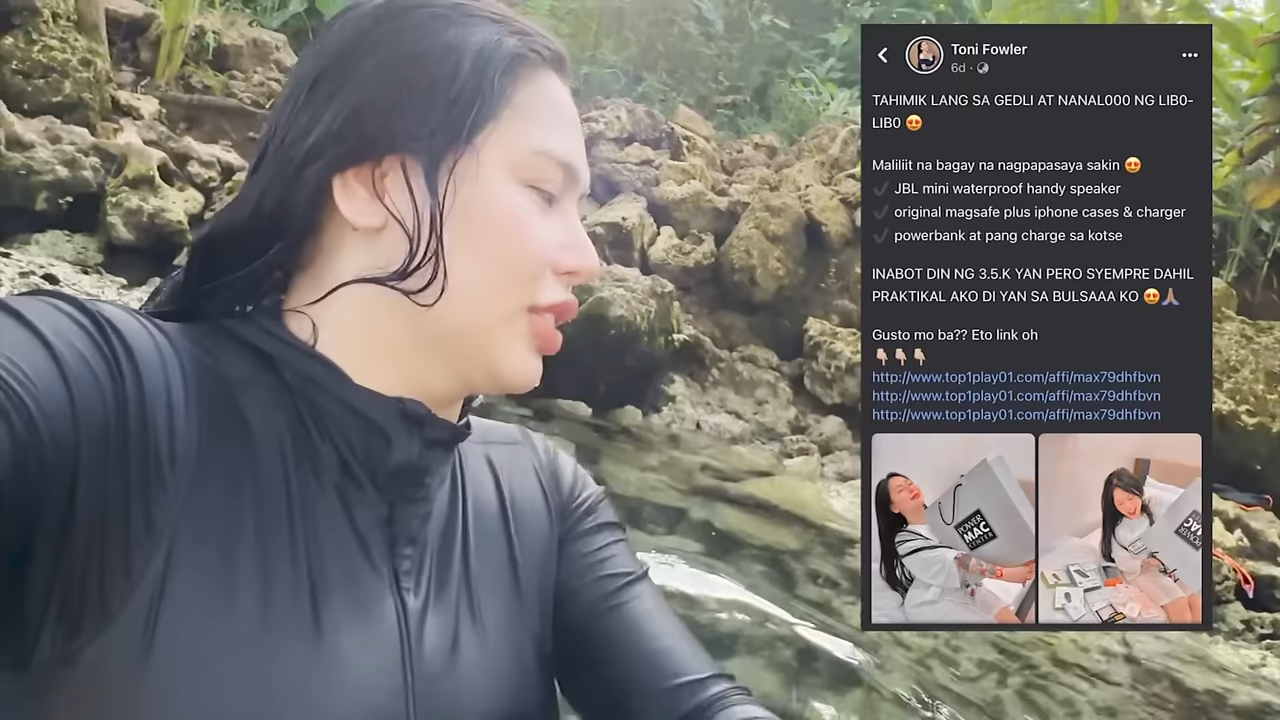 Toni Fowler
6d ·
TAHIMIK LANG SA GEDLI AT NANAL000 NG LIB0-
LIB0 😍
Maliliit na bagay na nagpapasaya sakin 😍
✔ JBL mini waterproof handy speaker
✔ original magsafe plus iphone cases & charger
✔ powerbank at pang charge sa kotse
INABOT DIN NG 3.5.K YAN PERO SYEMPRE DAHIL
PRAKTIKAL AKO DI YAN SA BULSAAA KO 😍🙏🏽
Gusto mo ba?? Eto link oh
👇🏼👇🏼👇🏼
http://www.top1play01.com/affi/max79dhfbvn
http://www.top1play01.com/affi/max79dhfbvn
http://www.top1play01.com/affi/max79dhfbvn
POWER
MAC
CENTER
POWER
MAC